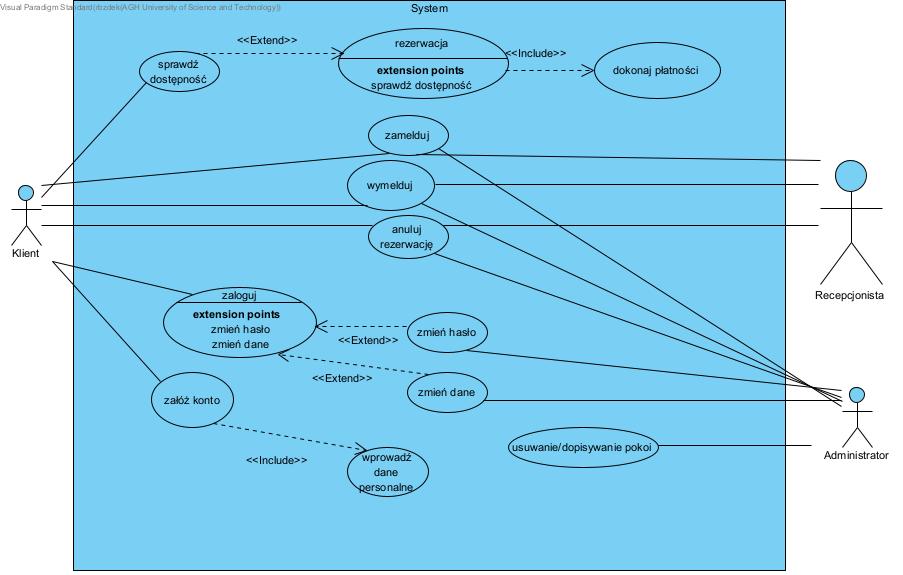 Visual Paradigm Standard(rbzdek(AGH University of Science and Technology))
System
<<Extend>>
rezerwacja
<<Include>>
sprawdź
dostępność
extension points
sprawdź dostępność
dokonaj płatności
zamelduj
wymelduj
anuluj
rezerwację
Klient
Recepcjonista
zaloguj
extension points
zmień hasło
zmień dane
zmień hasło
<<Extend>>
<<Extend>>
zmień dane
załóż konto
usuwanie/dopisywanie pokoi
Administrator
<<Include>>
wprowadź
dane
personalne